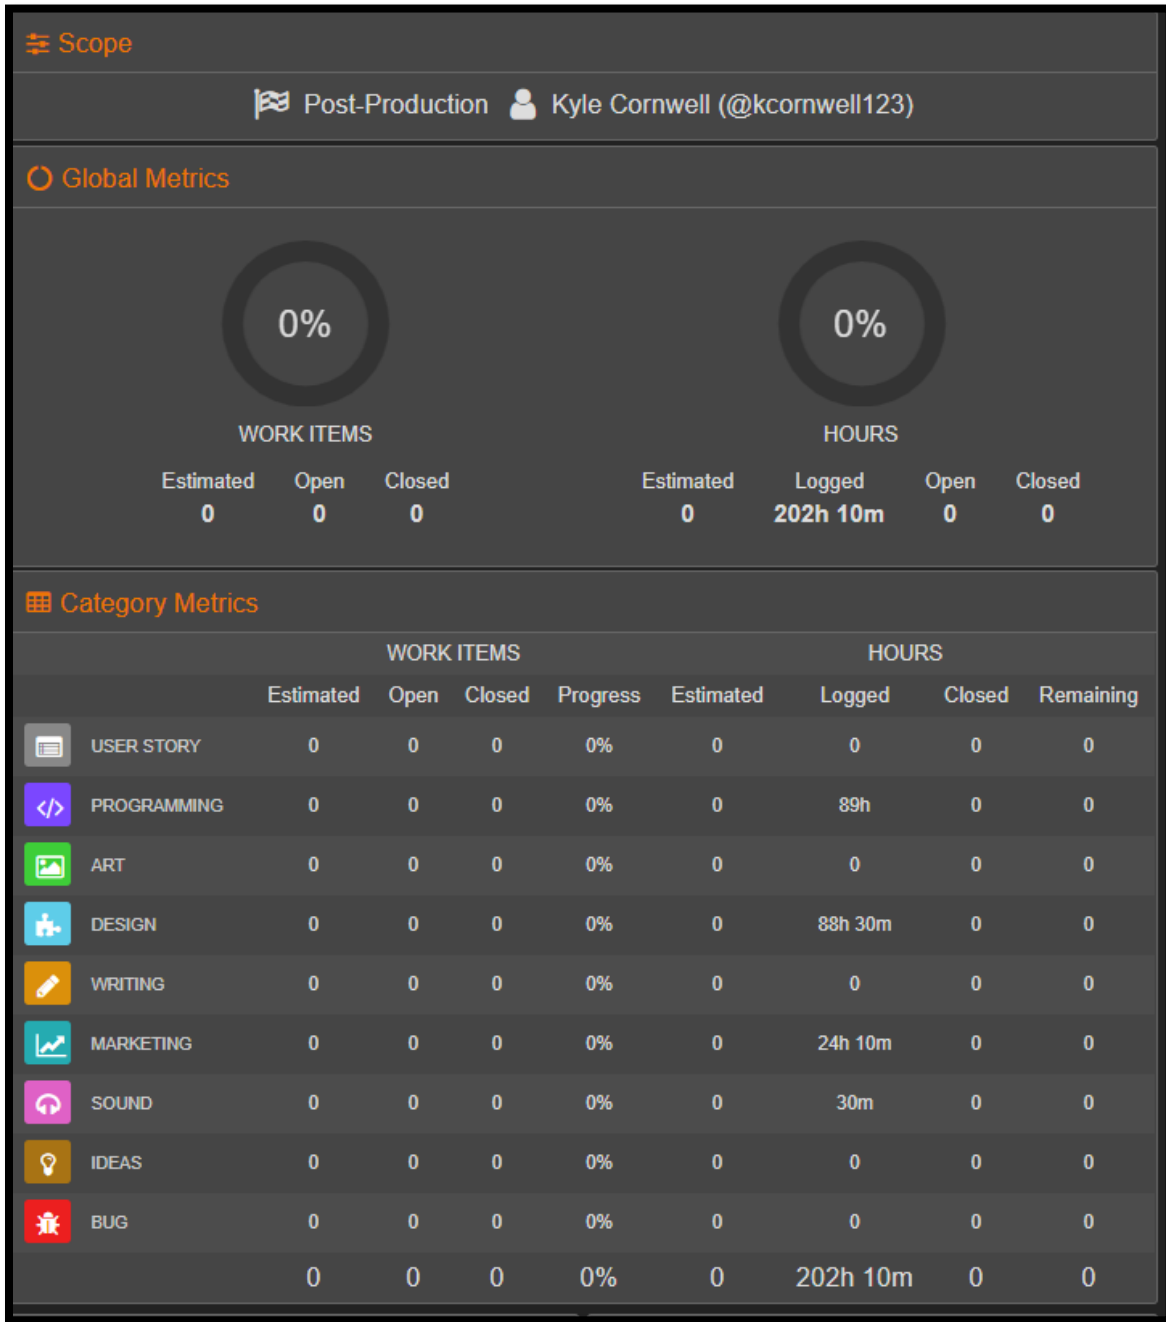 Scope
Post-Production Kyle Cornwell (@kcornwell123)
Global Metrics
0% 0%
WORK ITEMS HOURS
Estimated Open Closed Estimated Logged Open Closed
0 0 0 0 202h 10m 0 0
Category Metrics
WORK ITEMS HOURS
Estimated Open Closed Progress Estimated Logged Closed Remaining
USER STORY 0 0 0 0% 0 0 0 0
PROGRAMMING 0 0 0 0% 0 89h 0 0
ART 0 0 0 0% 0 0 0 0
DESIGN 0 0 0 0% 0 88h 30m 0 0
WRITING 0 0 0 0% 0 0 0 0
MARKETING 0 0 0 0% 0 24h 10m 0 0
SOUND 0 0 0 0% 0 30m 0 0
IDEAS 0 0 0 0% 0 0 0 0
BUG 0 0 0 0% 0 0 0 0
0 0 0 0% 0 202h 10m 0 0